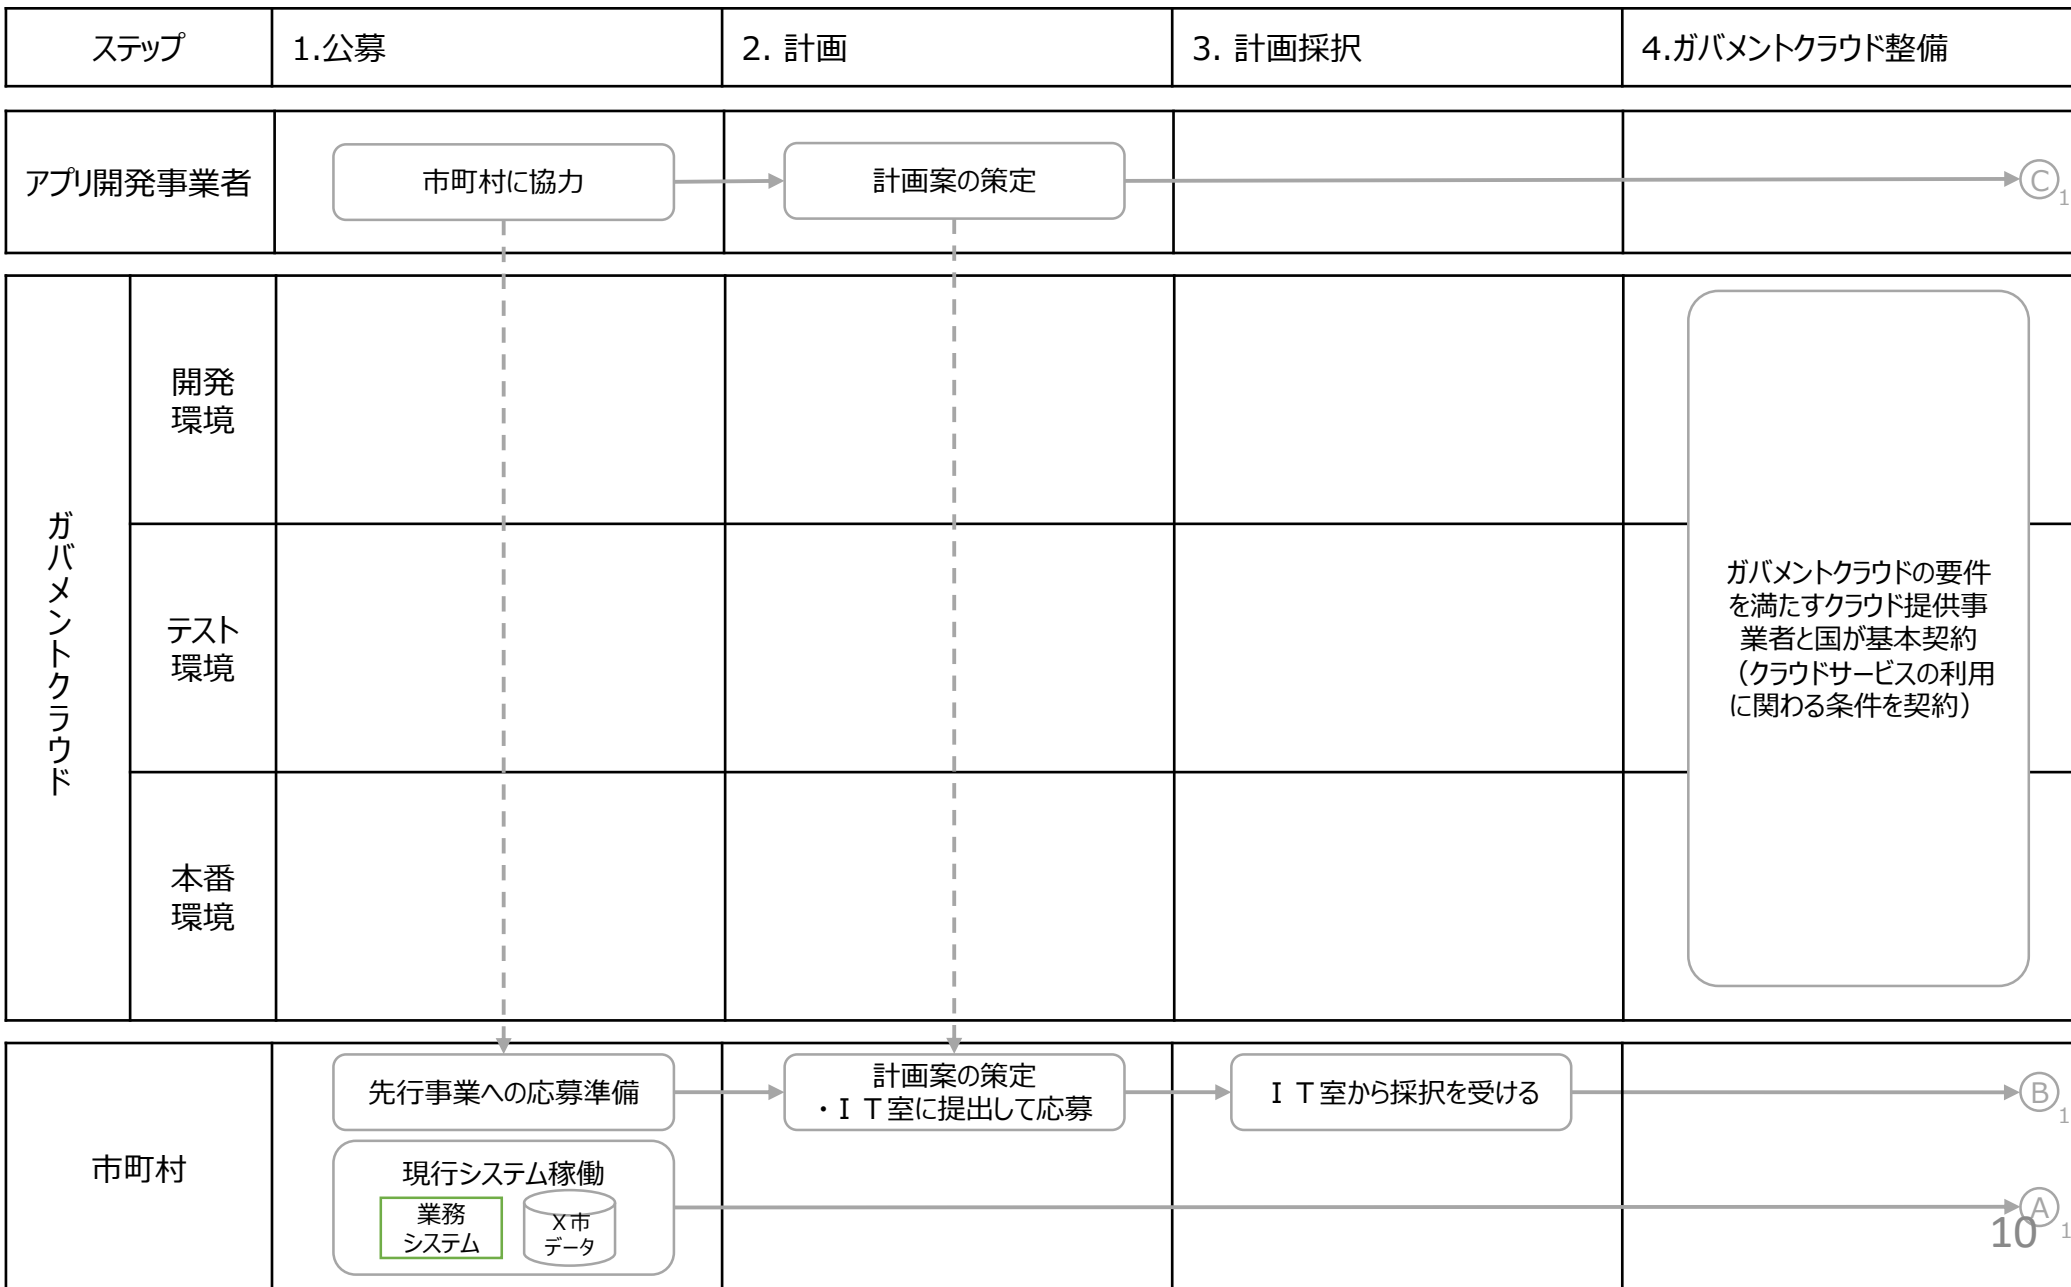 ステップ
1.公募
2. 計画
3. 計画採択
4.ガバメントクラウド整備
アプリ開発事業者
市町村に協力
計画案の策定
C
1
ガバメントクラウド
開発
環境
テスト
環境
本番
環境
ガバメントクラウドの要件
を満たすクラウド提供事
業者と国が基本契約
（クラウドサービスの利用
に関わる条件を契約）
市町村
先行事業への応募準備
計画案の策定
・ＩＴ室に提出して応募
ＩＴ室から採択を受ける
B
1
現行システム稼働
業務
システム
Ｘ市
データ
A
1
10